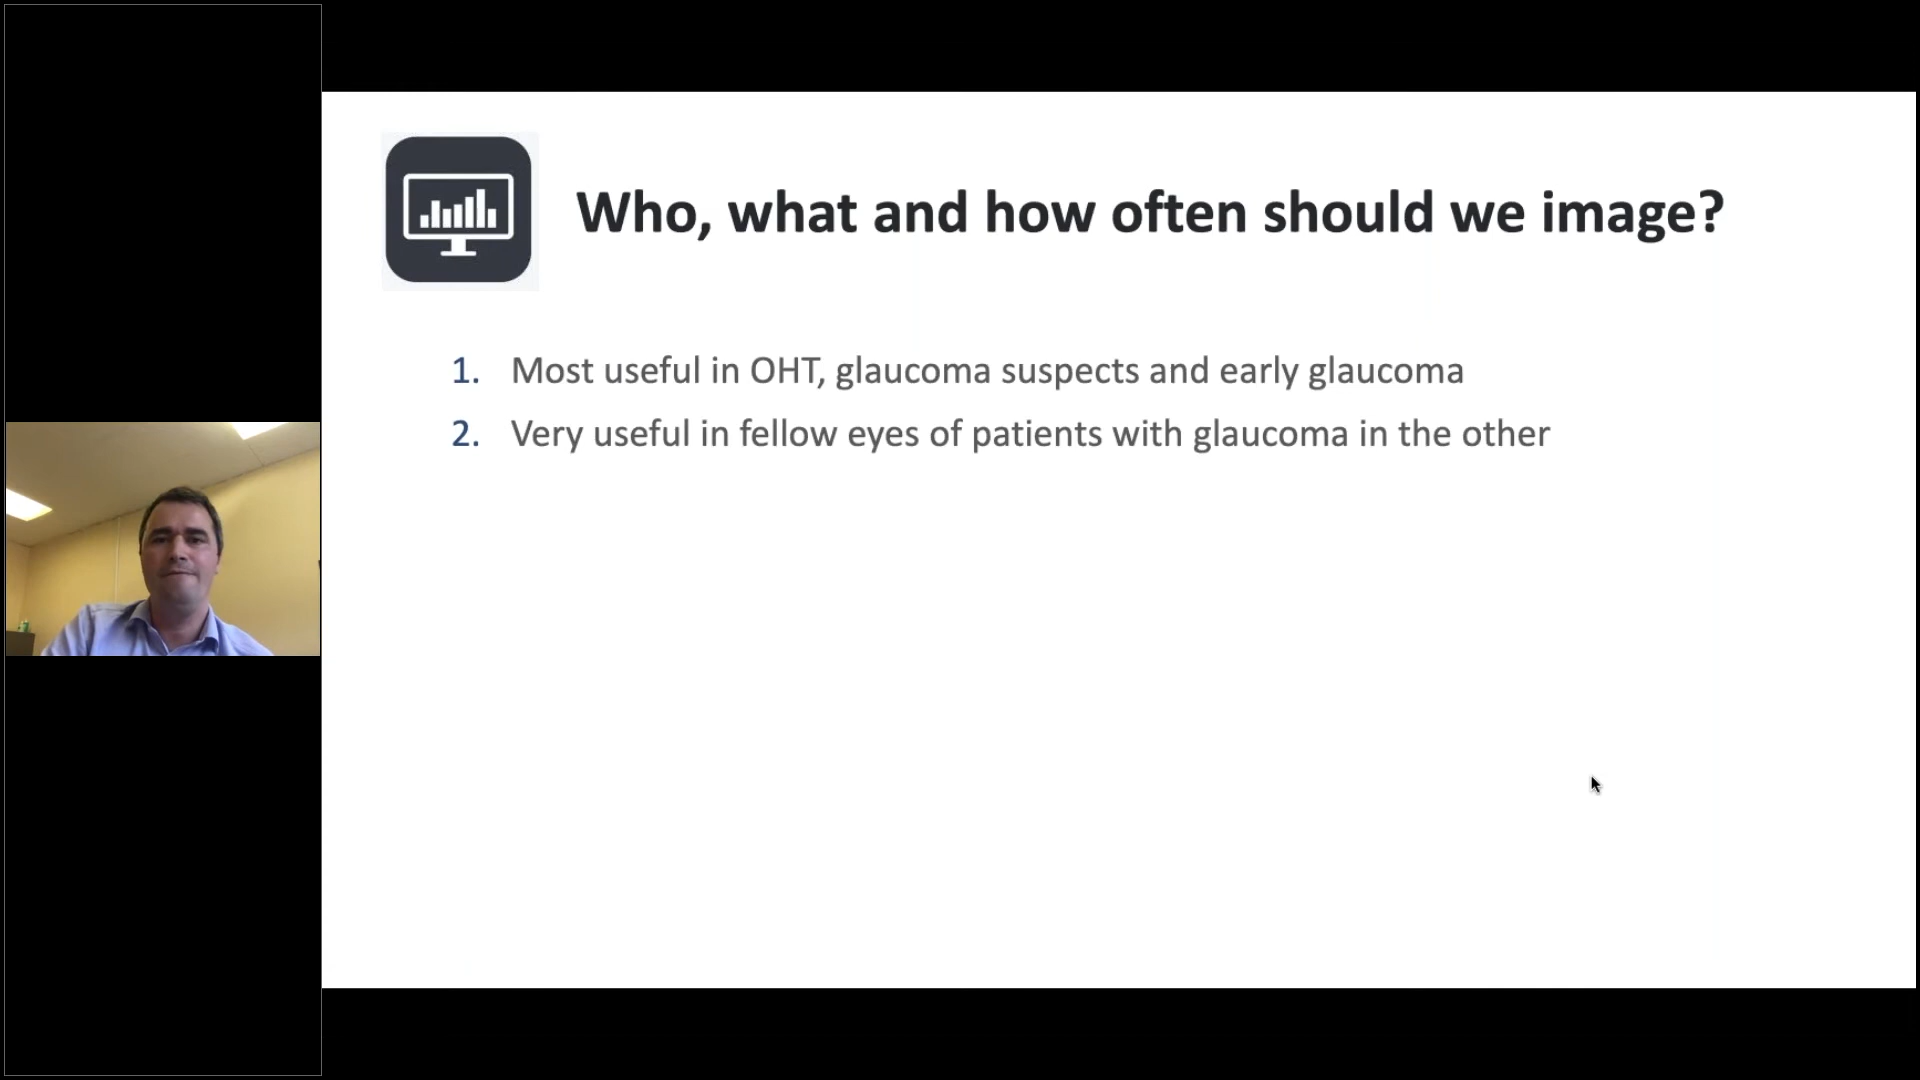 Who, what and how often should we image?
1. Most useful in OHT, glaucoma suspects and early glaucoma
2. Very useful in fellow eyes of patients with glaucoma in the other